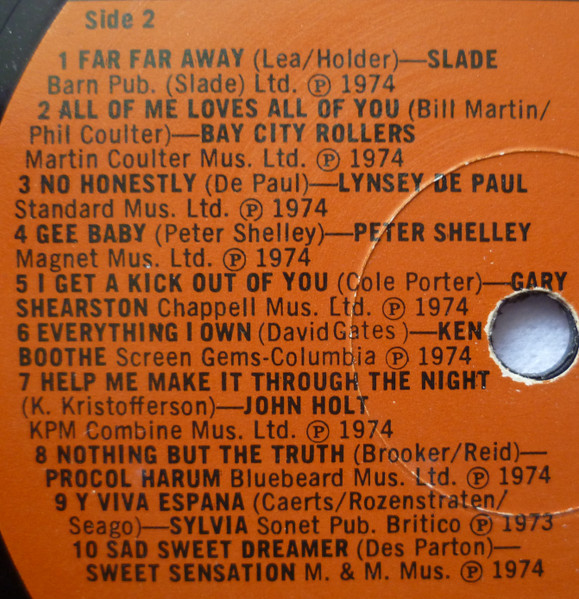 Side 2
1 FAR FAR AWAY (Lea/Holder)—SLADE
Barn Pub. (Slade) Ltd. ℗ 1974
2 ALL OF ME LOVES ALL OF YOU (Bill Martin/
Phil Coulter)—BAY CITY ROLLERS
Martin Coulter Mus. Ltd. ℗ 1974
3 NO HONESTLY (De Paul)—LYNSEY DE PAUL
Standard Mus. Ltd. ℗ 1974
4 GEE BABY (Peter Shelley)—PETER SHELLEY
Magnet Mus. Ltd. ℗ 1974
5 I GET A KICK OUT OF YOU (Cole Porter)—GARY
SHEARSTON Chappell Mus. Ltd. ℗ 1974
6 EVERYTHING I OWN (David Gates )—KEN
BOOTHE Screen Gems-Columbia ℗ 1974
7 HELP ME MAKE IT THROUGH THE NIGHT
(K. Kristofferson)—JOHN HOLT
KPM Combine Mus. Ltd. ℗ 1974
8 NOTHING BUT THE TRUTH (Brooker/Reid)—
PROCOL HARUM Bluebeard Mus. Ltd. ℗ 1974
9 Y VIVA ESPANA (Caerts/Rozenstraten/
Seago)—SYLVIA Sonet Pub. Britico ℗ 1973
10 SAD SWEET DREAMER (Des Parton)—
SWEET SENSATION M. & M. Mus. ℗ 1974